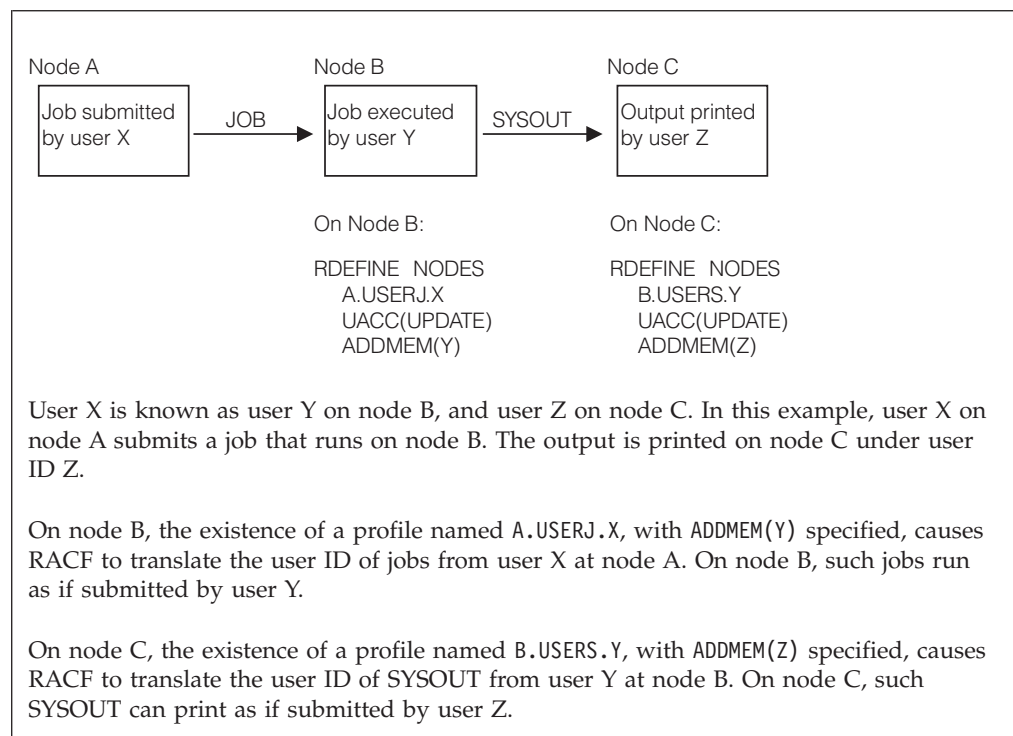 Node A
Node B
Node C
Job submitted
by user X
JOB
Job executed
by user Y
SYSOUT
Output printed
by user Z
On Node B:
RDEFINE NODES
A.USERJ.X
UACC(UPDATE)
ADDMEM(Y)
On Node C:
RDEFINE NODES
B.USERS.Y
UACC(UPDATE)
ADDMEM(Z)
User X is known as user Y on node B, and user Z on node C. In this example, user X on
node A submits a job that runs on node B. The output is printed on node C under user
ID Z.
On node B, the existence of a profile named A.USERJ.X, with ADDMEM(Y) specified, causes
RACF to translate the user ID of jobs from user X at node A. On node B, such jobs run
as if submitted by user Y.
On node C, the existence of a profile named B.USERS.Y, with ADDMEM(Z) specified, causes
RACF to translate the user ID of SYSOUT from user Y at node B. On node C, such
SYSOUT can print as if submitted by user Z.